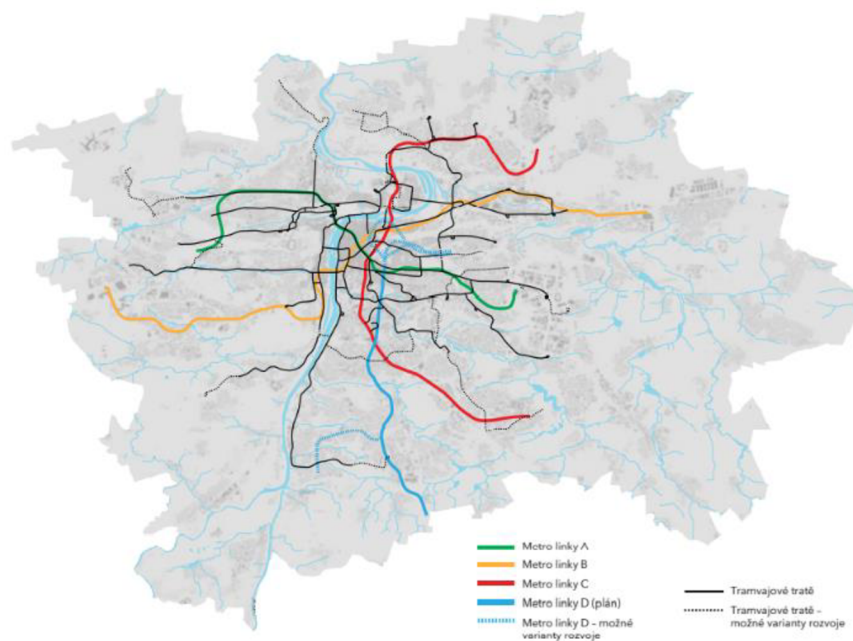 Metro linky A
Metro linky B
Metro linky C
Metro linky D (plán)
Metro linky D – možné
varianty rozvoje
Tramvajové tratě
Tramvajové tratě –
možné varianty rozvoje